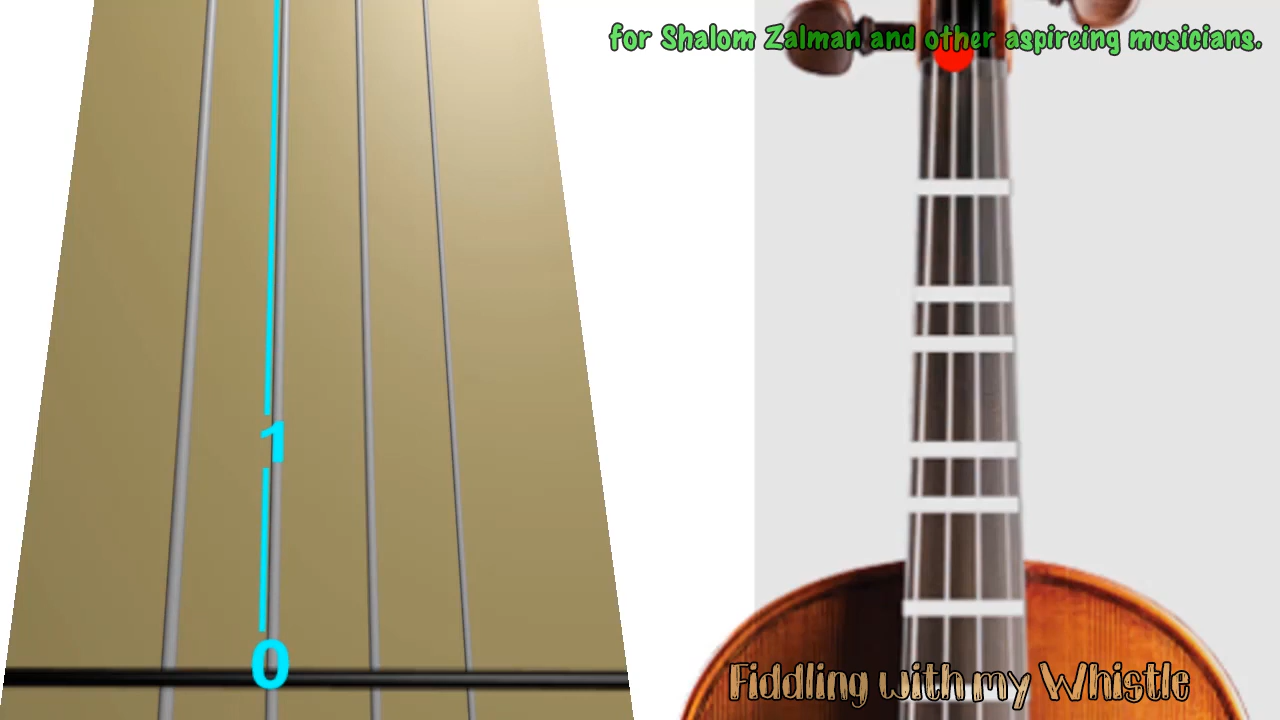 for Shalom Zalman and other aspireing musicians.
1
0
Fiddling with my Whistle